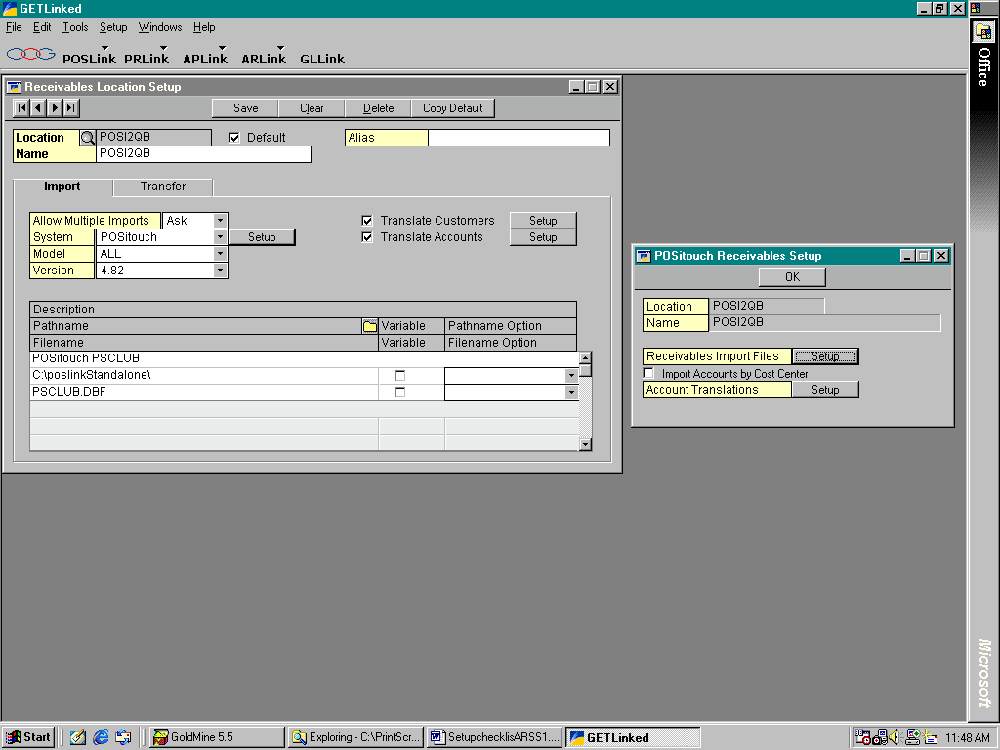 GETLinked
File Edit Tools Setup Windows Help
POSLink PRLink APLink ARLink GLLink
Office
Receivables Location Setup
Save Clear Delete Copy Default
Location POSI2QB Default Alias
Name POSI2QB
Import Transfer
Allow Multiple Imports Ask Translate Customers Setup
System POSitouch Setup Translate Accounts Setup
Model ALL
Version 4.82
Description
Pathname Variable Pathname Option
Filename Variable Filename Option
POSitouch PSCLUB
C:\poslinkStandalone\
PSCLUB.DBF
POSitouch Receivables Setup
OK
Location POSI2QB
Name POSI2QB
Receivables Import Files Setup
Import Accounts by Cost Center
Account Translations Setup
Microsoft
Start GoldMine 5.5 Exploring - C:\PrintScr... SetupchecklisARSS1.... GETLinked 11:48 AM